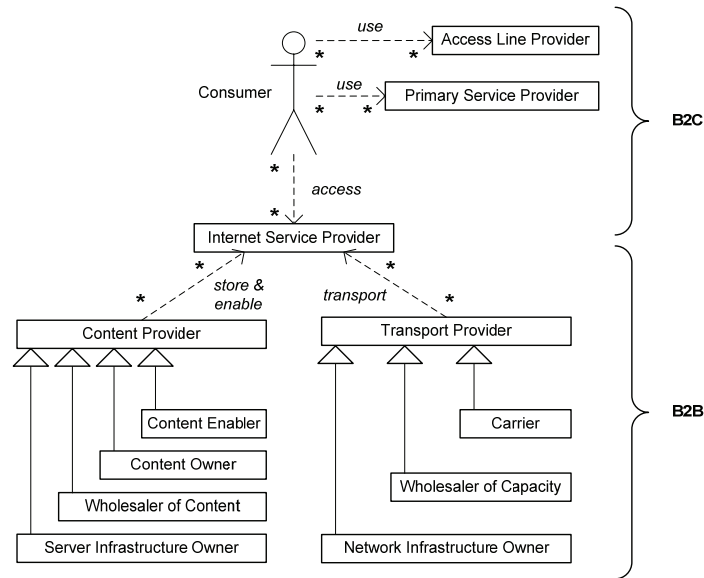 use
Access Line Provider
* *
Consumer
use
Primary Service Provider
* *
B2C
*
access
*
Internet Service Provider
* *
store &
enable
transport
* *
Content Provider
Transport Provider
B2B
Content Enabler
Carrier
Content Owner
Wholesaler of Capacity
Wholesaler of Content
Server Infrastructure Owner
Network Infrastructure Owner